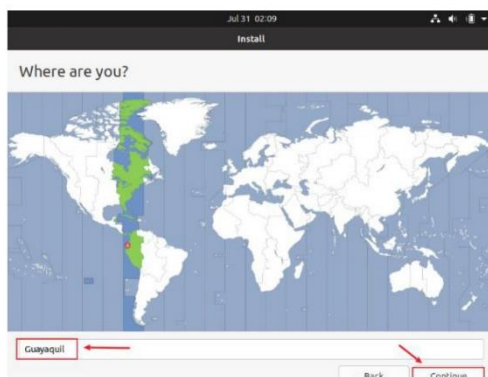 Jul 31 02:09
Install
Where are you?
Guayaquil
Back
Continue